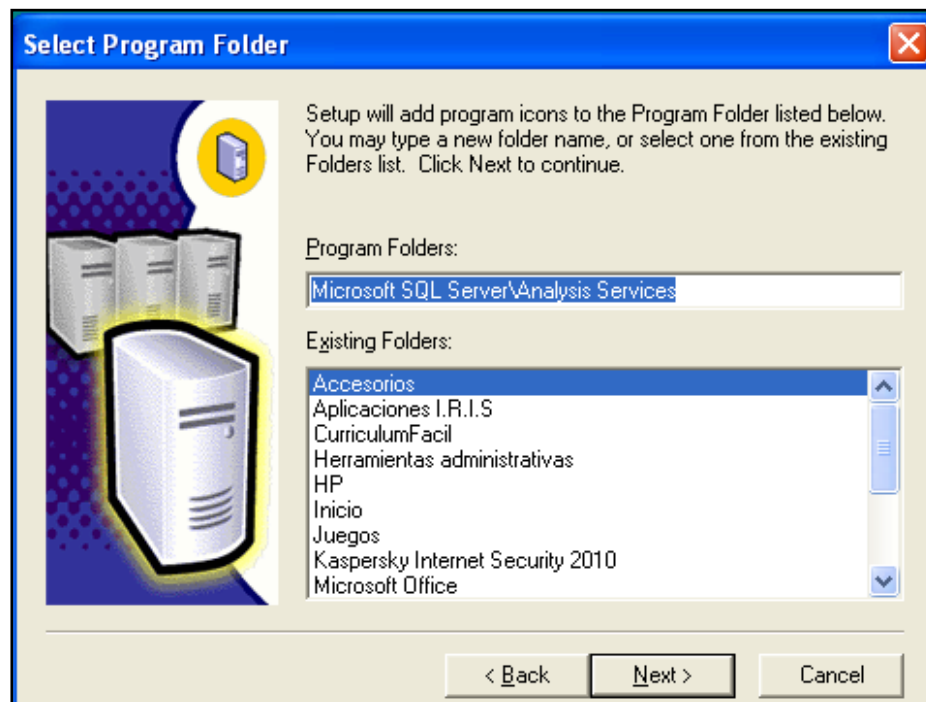 Select Program Folder
Setup will add program icons to the Program Folder listed below.
You may type a new folder name, or select one from the existing
Folders list. Click Next to continue.
Program Folders:
Microsoft SQL Server\Analysis Services
Existing Folders:
Accesorios
Aplicaciones I.R.I.S
CurriculumFacil
Herramientas administrativas
HP
Inicio
Juegos
Kaspersky Internet Security 2010
Microsoft Office
< Back
Next >
Cancel